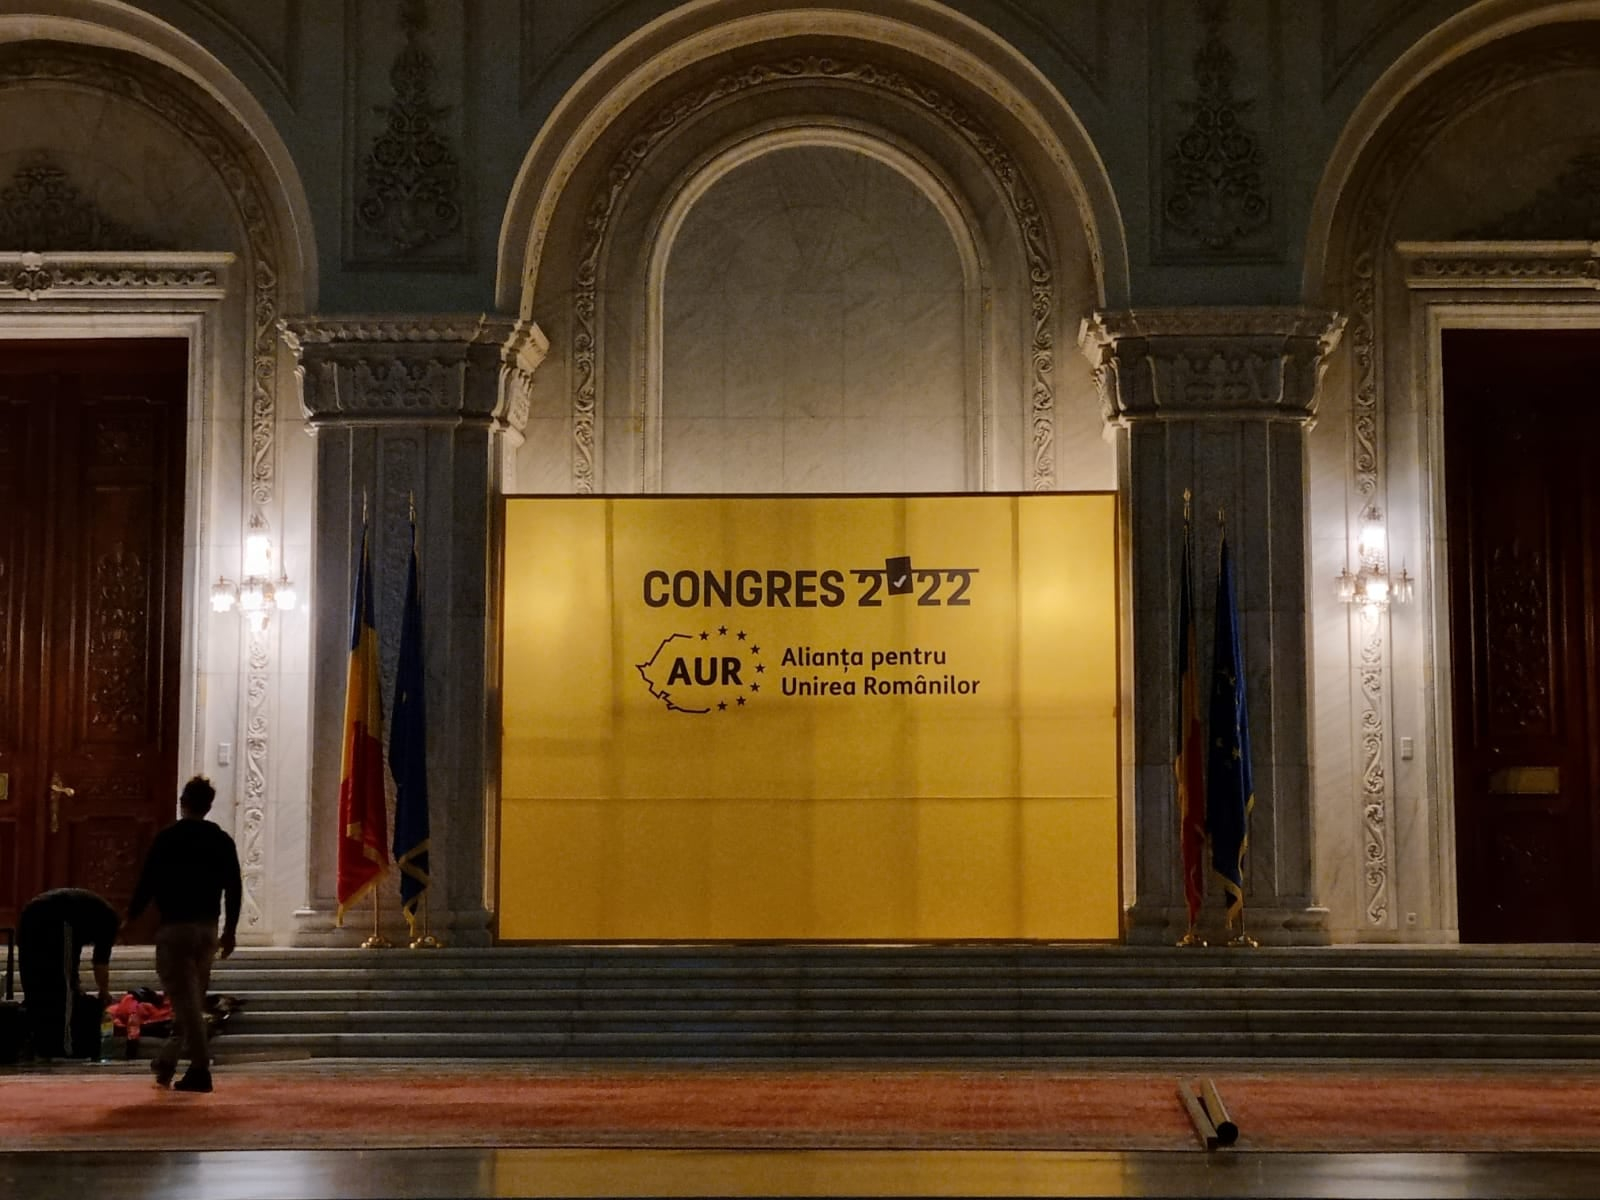 CONGRES 2022
AUR
Alianța pentru
Unirea Românilor